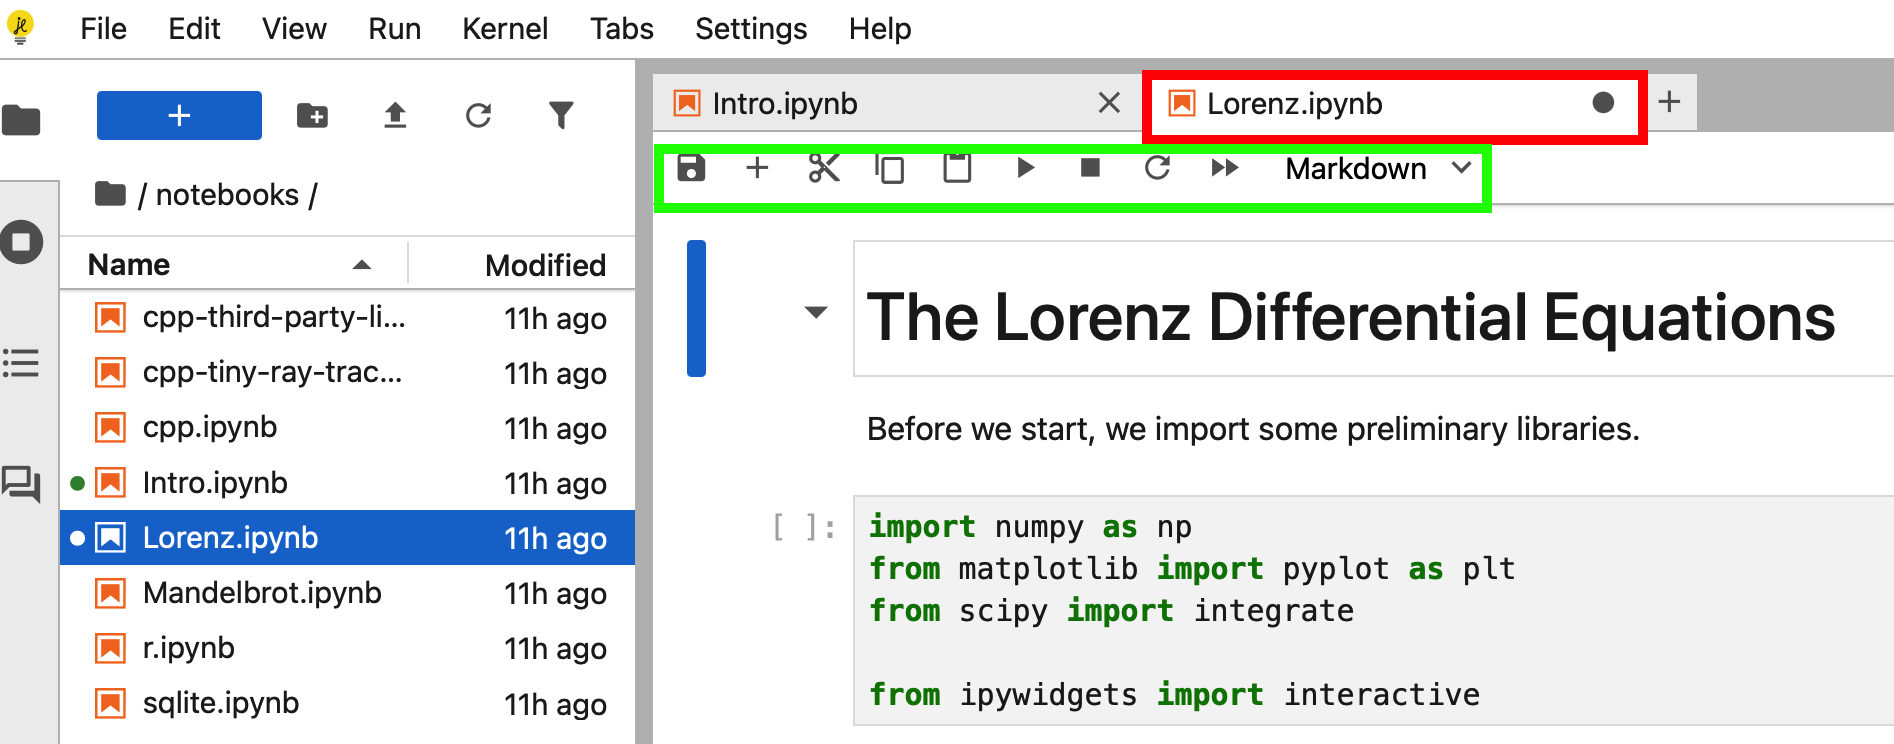 File Edit View Run Kernel Tabs Settings Help
Intro.ipynb Lorenz.ipynb
Markdown
/ notebooks /
Name Modified
cpp-third-party-li... 11h ago
cpp-tiny-ray-trac... 11h ago
cpp.ipynb 11h ago
Intro.ipynb 11h ago
Lorenz.ipynb 11h ago
Mandelbrot.ipynb 11h ago
r.ipynb 11h ago
sqlite.ipynb 11h ago
The Lorenz Differential Equations
Before we start, we import some preliminary libraries.
[ ]: import numpy as np
from matplotlib import pyplot as plt
from scipy import integrate
from ipywidgets import interactive